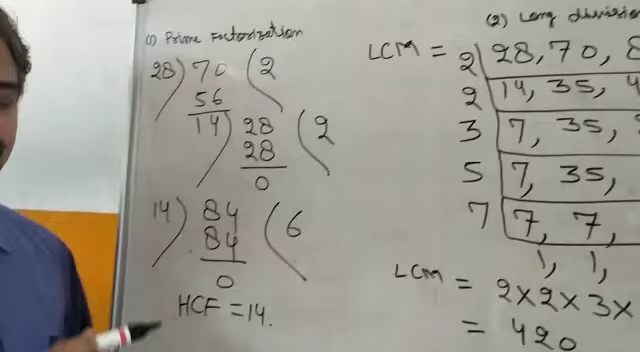 (1) Prime Factorization
28) 70 (2
56
14) 28 (2
28
0
14) 84 (6
84
0
HCF = 14.
(2) Long division
LCM = 2 28, 70, 8
2 14, 35, 4
3 7, 35,
5 7, 35,
7 7, 7,
1, 1,
LCM = 2×2×3×
= 420